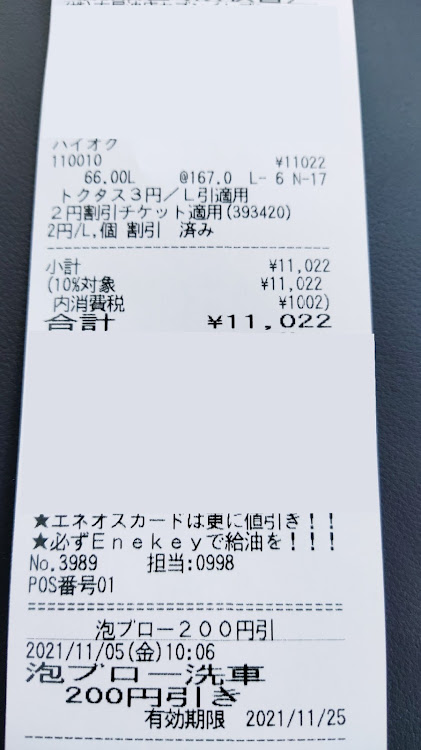 ハイオク
110010 ¥11022
66.00L @167.0 L- 6 N-17
トクタス3円/L引適用
2円割引チケット適用(393420)
2円/L,個 割引 済み
小計 ¥11,022
(10%対象 ¥11,022
内消費税 ¥1002)
合計 ¥11,022
★エネオスカードは更に値引き!!
★必ずEnekeyで給油を!!!
No.3989 担当:0998
POS番号01
泡ブロー200円引
2021/11/05(金)10:06
泡ブロー洗車
200円引き
有効期限 2021/11/25